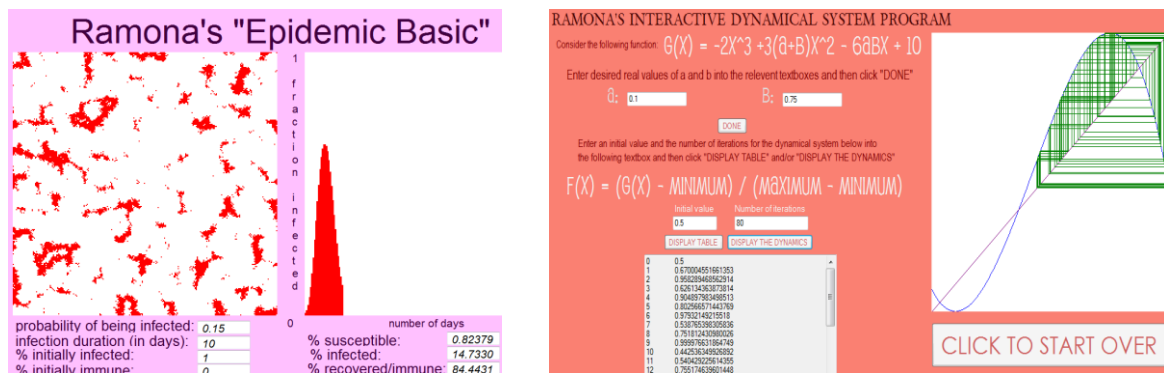 Ramona's "Epidemic Basic"
1
fraction infected
0
number of days
probability of being infected: 0.15
infection duration (in days): 10
% initially infected: 1
% initially immune: 0
% susceptible: 0.82379
% infected: 14.7330
% recovered/immune: 84.4431
RAMONA'S INTERACTIVE DYNAMICAL SYSTEM PROGRAM
Consider the following function: G(X) = -2X^3 +3(a+B)X^2 - 6aBX + 10
Enter desired real values of a and b into the relevent textboxes and then click "DONE"
a: 0.1 B: 0.75
DONE
Enter an initial value and the number of iterations for the dynamical system below into
the following textbox and then click "DISPLAY TABLE" and/or "DISPLAY THE DYNAMICS"
F(X) = (G(X) - MINIMUM) / (MaXIMUM - MINIMUM)
Initial value Number of iterations
0.5 80
DISPLAY TABLE DISPLAY THE DYNAMICS
0 0.5
1 0.670004551661353
2 0.958289468562914
3 0.626134363873814
4 0.904897983498513
5 0.802566571443769
6 0.97932149215518
7 0.538765398305836
8 0.751812430980026
9 0.999976631864749
10 0.442536349926892
11 0.540429225614355
12 0.755174639601448
CLICK TO START OVER